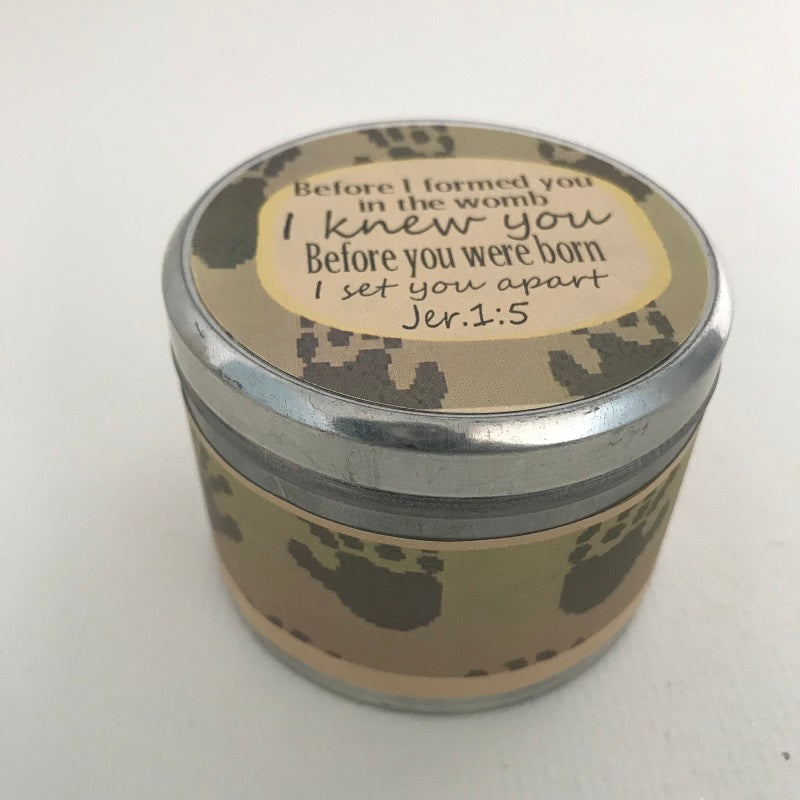 Before I formed you
in the womb
I knew you
Before you were born
I set you apart
Jer.1:5